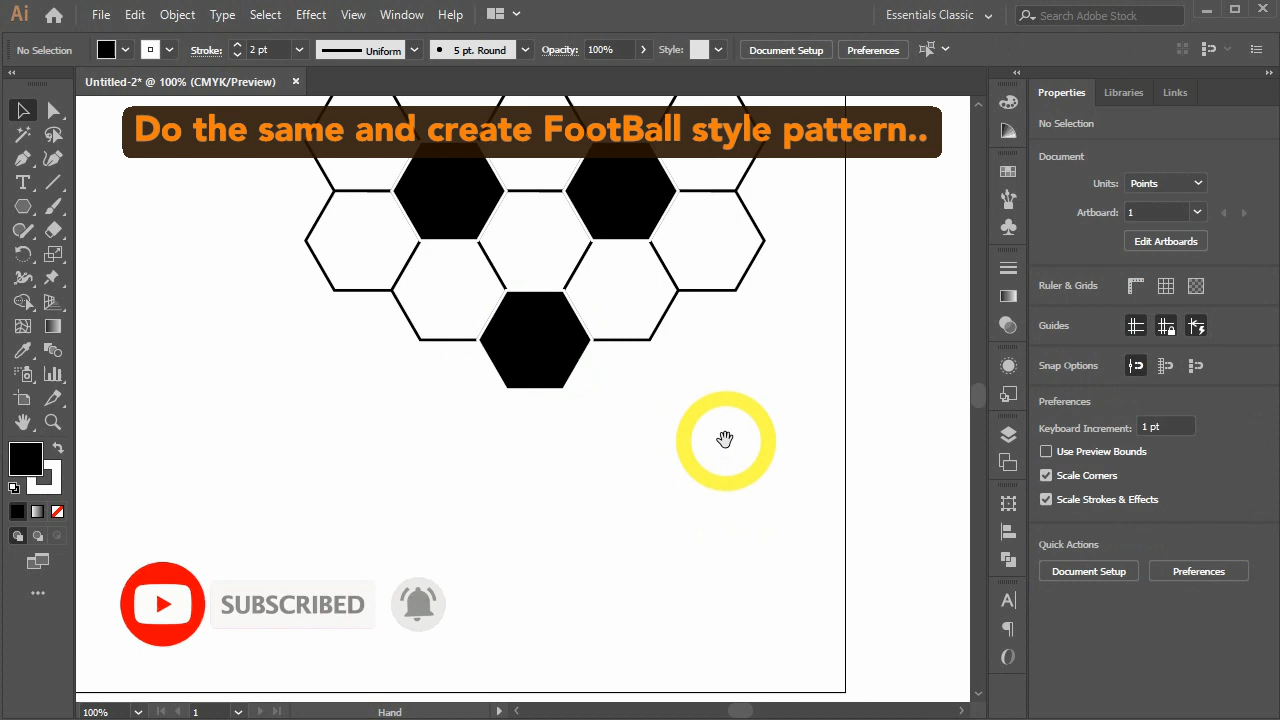 Ai File Edit Object Type Select Effect View Window Help Essentials Classic Search Adobe Stock
No Selection Stroke: 2 pt Uniform 5 pt. Round Opacity: 100% Style: Document Setup Preferences
Untitled-2* @ 100% (CMYK/Preview)
Do the same and create FootBall style pattern..
SUBSCRIBED
100% 1 Hand
Properties Libraries Links
No Selection
Document
Units: Points
Artboard: 1
Edit Artboards
Ruler & Grids
Guides
Snap Options
Preferences
Keyboard Increment: 1 pt
Use Preview Bounds
Scale Corners
Scale Strokes & Effects
Quick Actions
Document Setup Preferences